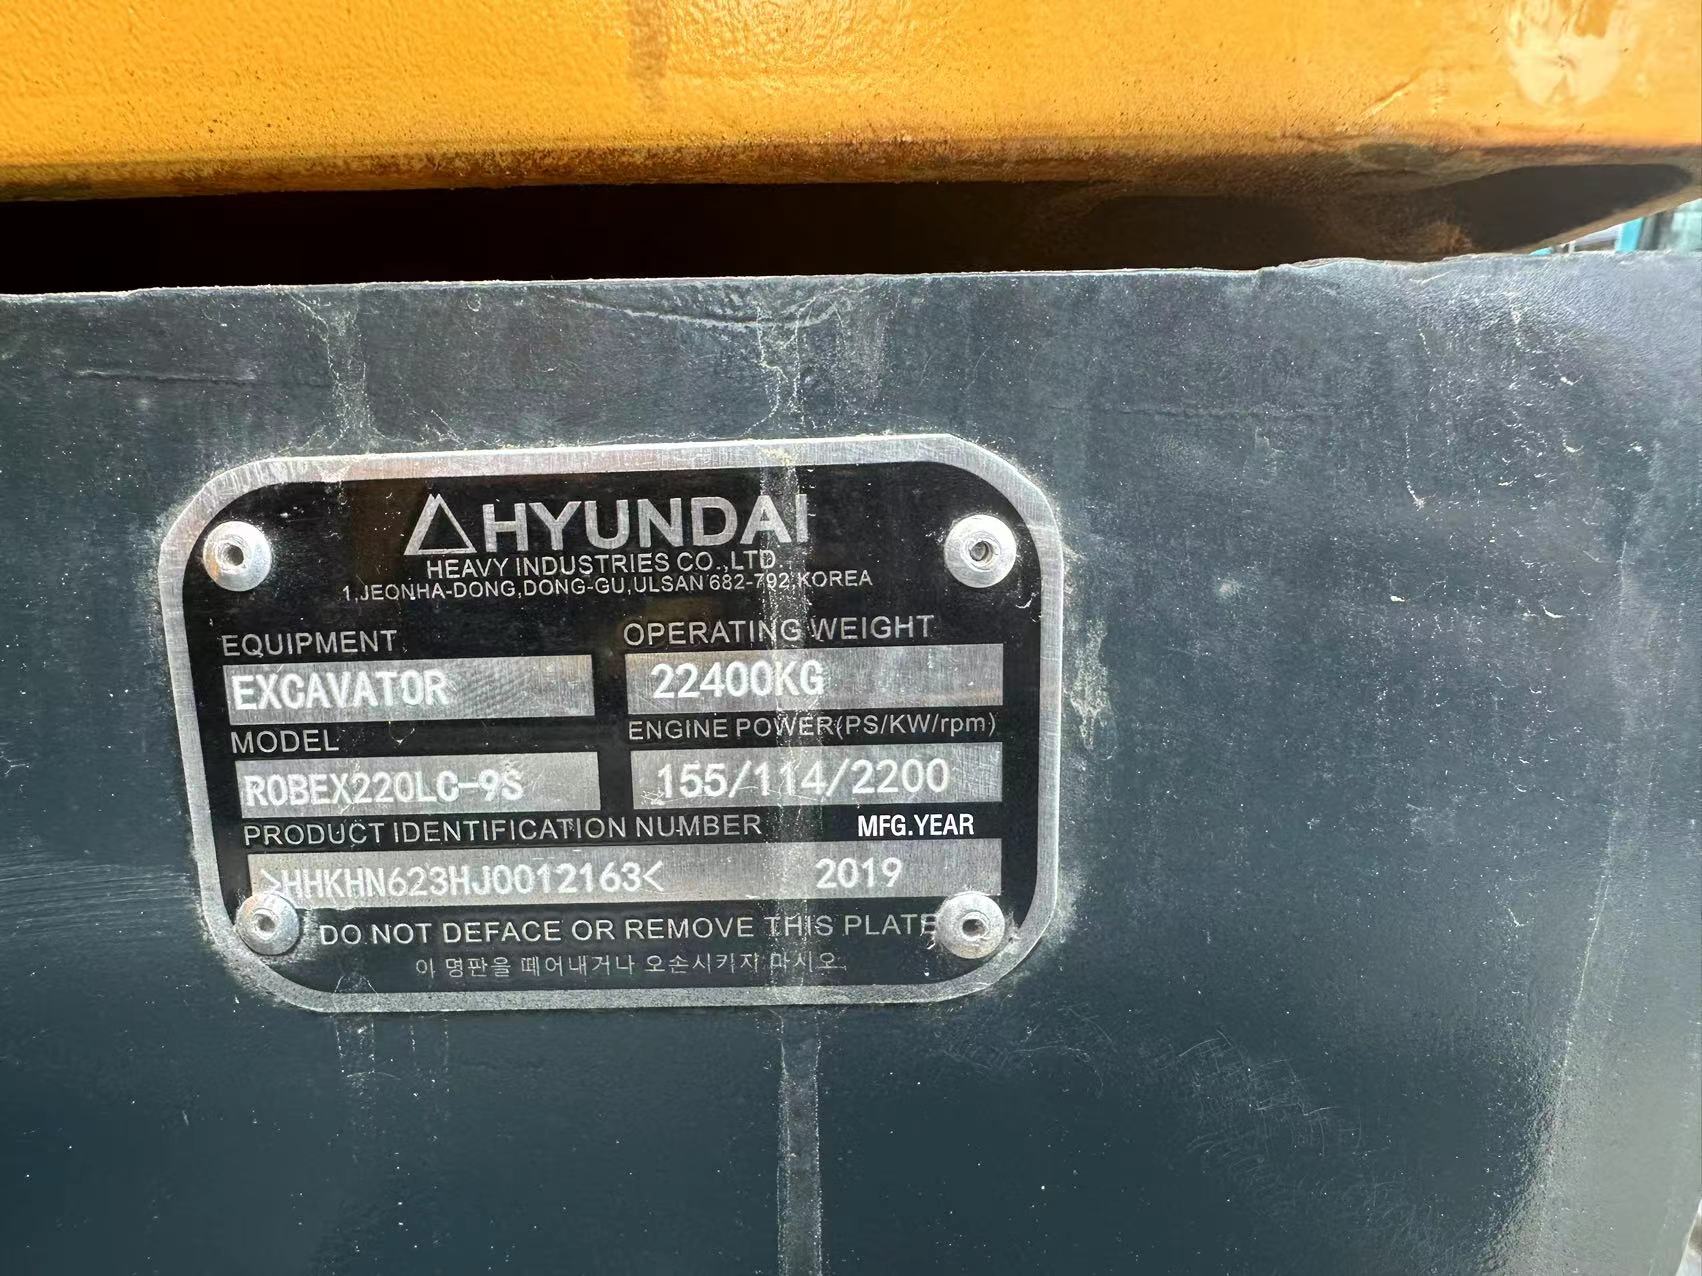 HYUNDAI
HEAVY INDUSTRIES CO.,LTD
1,JEONHA-DONG,DONG-GU,ULSAN 682-792,KOREA
EQUIPMENT OPERATING WEIGHT
EXCAVATOR 22400KG
MODEL ENGINE POWER(PS/KW/rpm)
ROBEX220LC-9S 155/114/2200
PRODUCT IDENTIFICATION NUMBER MFG.YEAR
>HHKHN623HJ0012163< 2019
DO NOT DEFACE OR REMOVE THIS PLATE
이 명판을 떼어내거나 오손시키지 마시오.